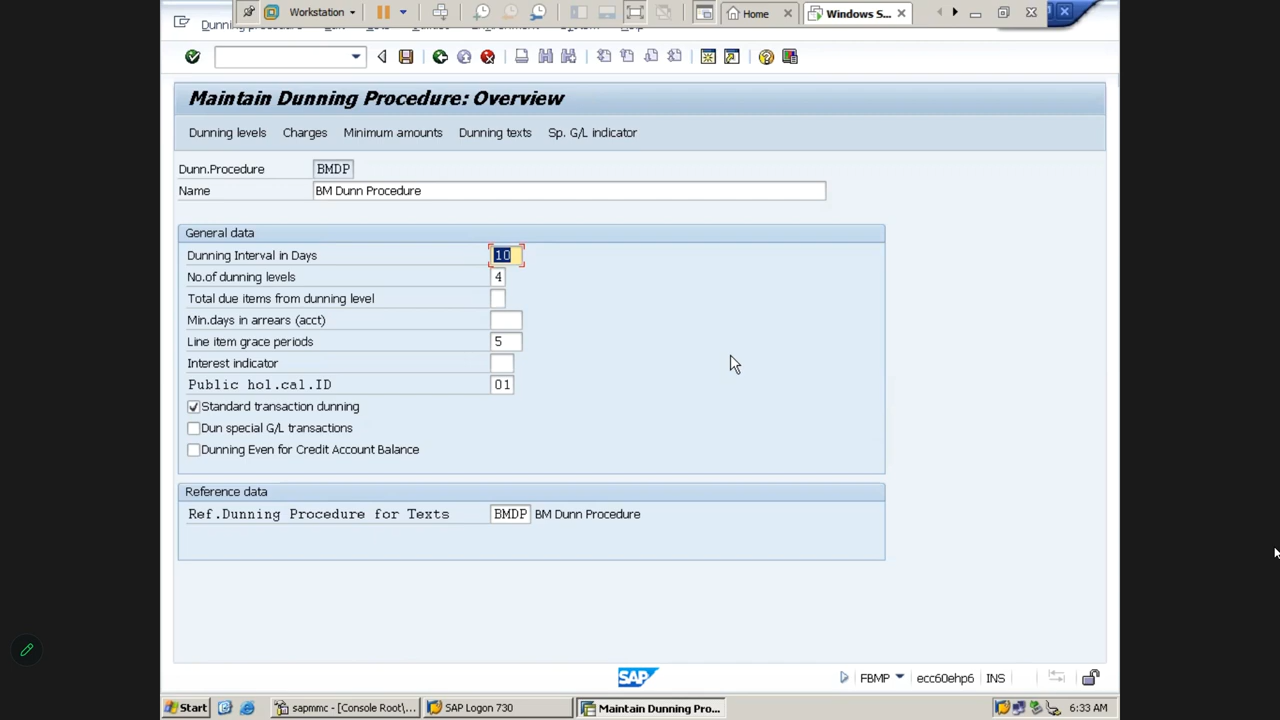 Workstation
Home
Windows S...
Maintain Dunning Procedure: Overview
Dunning levels Charges Minimum amounts Dunning texts Sp. G/L indicator
Dunn.Procedure BMDP
Name BM Dunn Procedure
General data
Dunning Interval in Days 10
No.of dunning levels 4
Total due items from dunning level
Min.days in arrears (acct)
Line item grace periods 5
Interest indicator
Public hol.cal.ID 01
Standard transaction dunning
Dun special G/L transactions
Dunning Even for Credit Account Balance
Reference data
Ref.Dunning Procedure for Texts BMDP BM Dunn Procedure
SAP
FBMP ecc60ehp6 INS
Start sapmmc - [Console Root\... SAP Logon 730 Maintain Dunning Pro... 6:33 AM